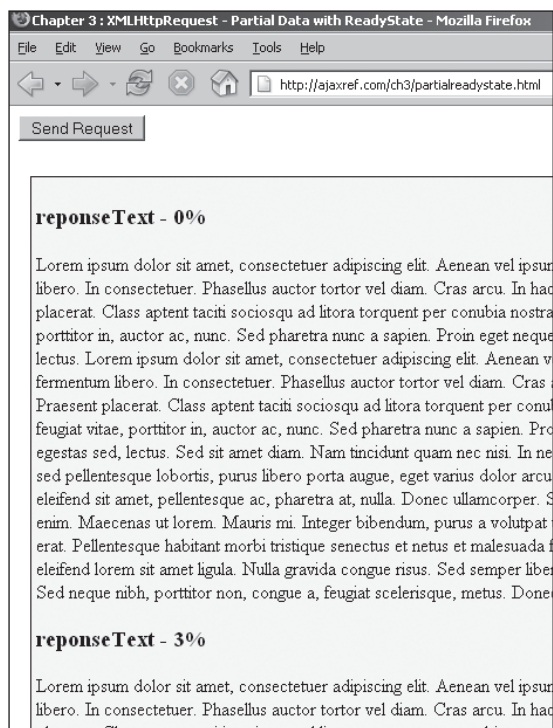 Chapter 3 : XMLHttpRequest - Partial Data with ReadyState - Mozilla Firefox
File Edit View Go Bookmarks Tools Help
http://ajaxref.com/ch3/partialreadystate.html
Send Request
reponseText - 0%
Lorem ipsum dolor sit amet, consectetuer adipiscing elit. Aenean vel ipsum
libero. In consectetuer. Phasellus auctor tortor vel diam. Cras arcu. In hac
placerat. Class aptent taciti sociosqu ad litora torquent per conubia nostra
porttitor in, auctor ac, nunc. Sed pharetra nunc a sapien. Proin eget neque
lectus. Lorem ipsum dolor sit amet, consectetuer adipiscing elit. Aenean v
fermentum libero. In consectetuer. Phasellus auctor tortor vel diam. Cras
Praesent placerat. Class aptent taciti sociosqu ad litora torquent per conu
feugiat vitae, porttitor in, auctor ac, nunc. Sed pharetra nunc a sapien. Pro
egestas sed, lectus. Sed sit amet diam. Nam tincidunt quam nec nisi. In ne
sed pellentesque lobortis, purus libero porta augue, eget varius dolor arcu
eleifend sit amet, pellentesque ac, pharetra at, nulla. Donec ullamcorper. S
enim. Maecenas ut lorem. Mauris mi. Integer bibendum, purus a volutpat
erat. Pellentesque habitant morbi tristique senectus et netus et malesuada f
eleifend lorem sit amet ligula. Nulla gravida congue risus. Sed semper liber
Sed neque nibh, porttitor non, congue a, feugiat scelerisque, metus. Done
reponseText - 3%
Lorem ipsum dolor sit amet, consectetuer adipiscing elit. Aenean vel ipsum
libero. In consectetuer. Phasellus auctor tortor vel diam. Cras arcu. In hac